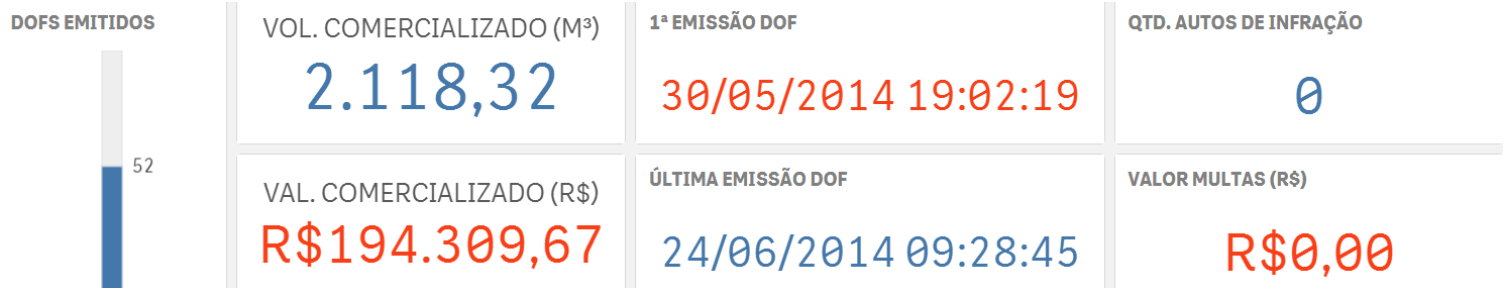 DOFS EMITIDOS
52
VOL. COMERCIALIZADO (M³)
2.118,32
1ª EMISSÃO DOF
30/05/2014 19:02:19
QTD. AUTOS DE INFRAÇÃO
0
VAL. COMERCIALIZADO (R$)
R$194.309,67
ÚLTIMA EMISSÃO DOF
24/06/2014 09:28:45
VALOR MULTAS (R$)
R$0,00